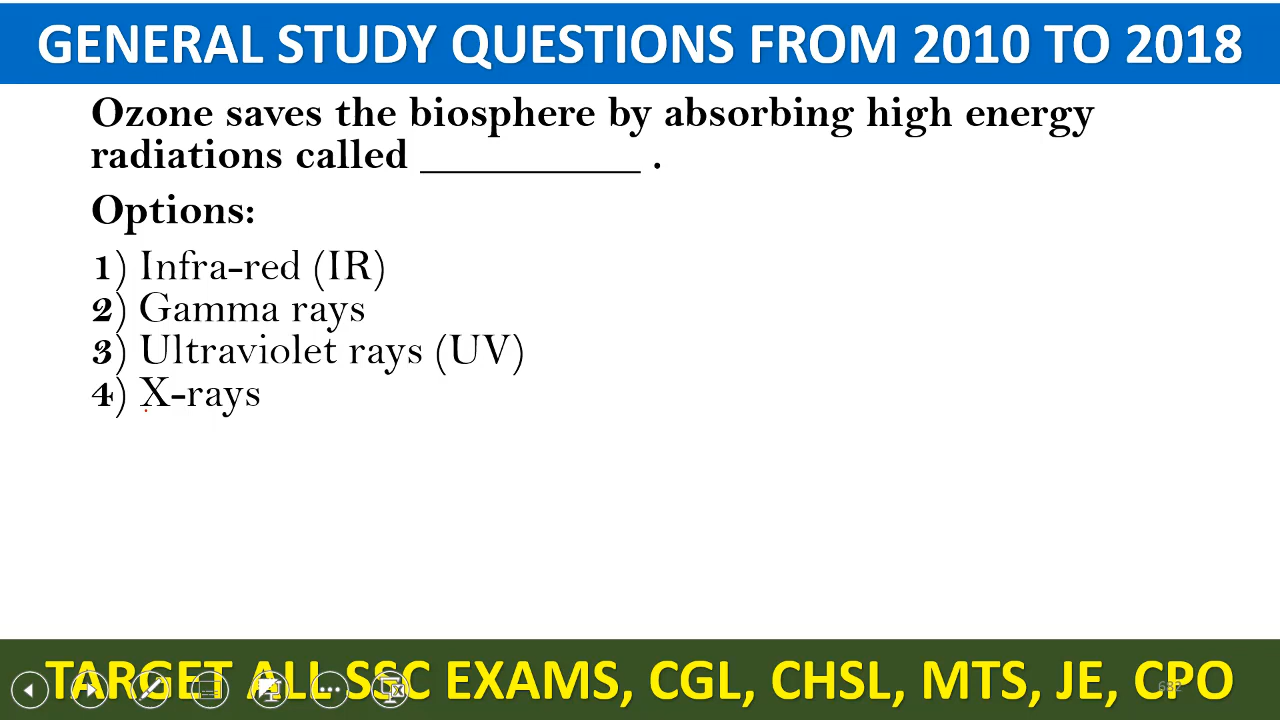 GENERAL STUDY QUESTIONS FROM 2010 TO 2018
Ozone saves the biosphere by absorbing high energy
radiations called ___________ .
Options:
1) Infra-red (IR)
2) Gamma rays
3) Ultraviolet rays (UV)
4) X-rays
TARGET ALL SSC EXAMS, CGL, CHSL, MTS, JE, CPO
632